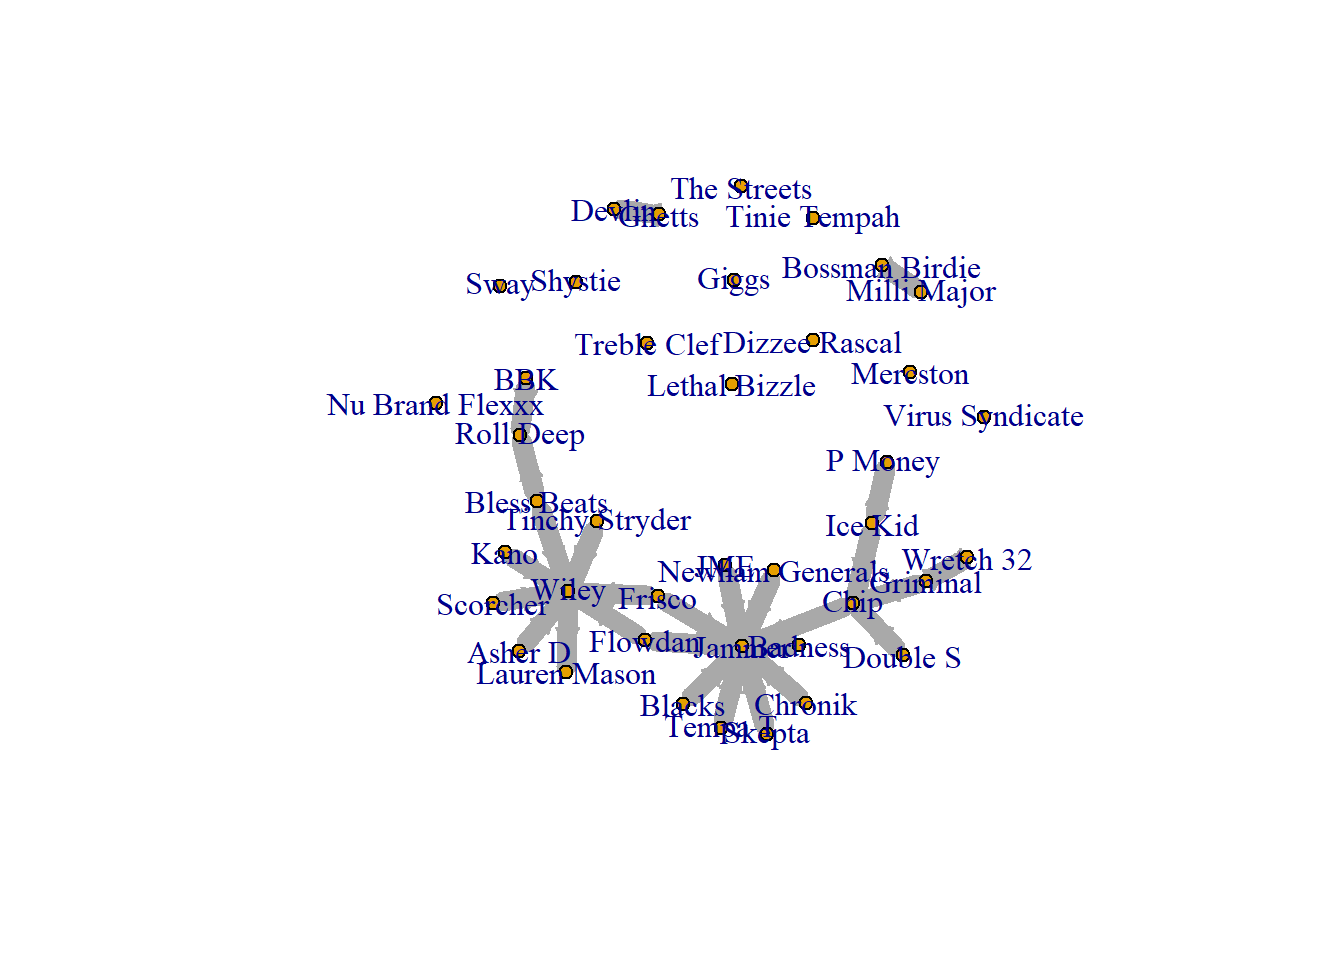 The Streets
Devlin
Ghetts
Tinie Tempah
Bossman Birdie
Sway
Shystie
Giggs
Milli Major
Treble Clef
Dizzee Rascal
BBK
Lethal Bizzle
Mereston
Nu Brand Flexxx
Virus Syndicate
Roll Deep
P Money
Bless Beats
Tinchy Stryder
Ice Kid
Kano
JME
Newham Generals
Wretch 32
Griminal
Wiley
Scorcher
Frisco
Chip
Asher D
Flowdan
Jammer
Badness
Double S
Lauren Mason
Blacks
Chronik
Tempa T
Skepta